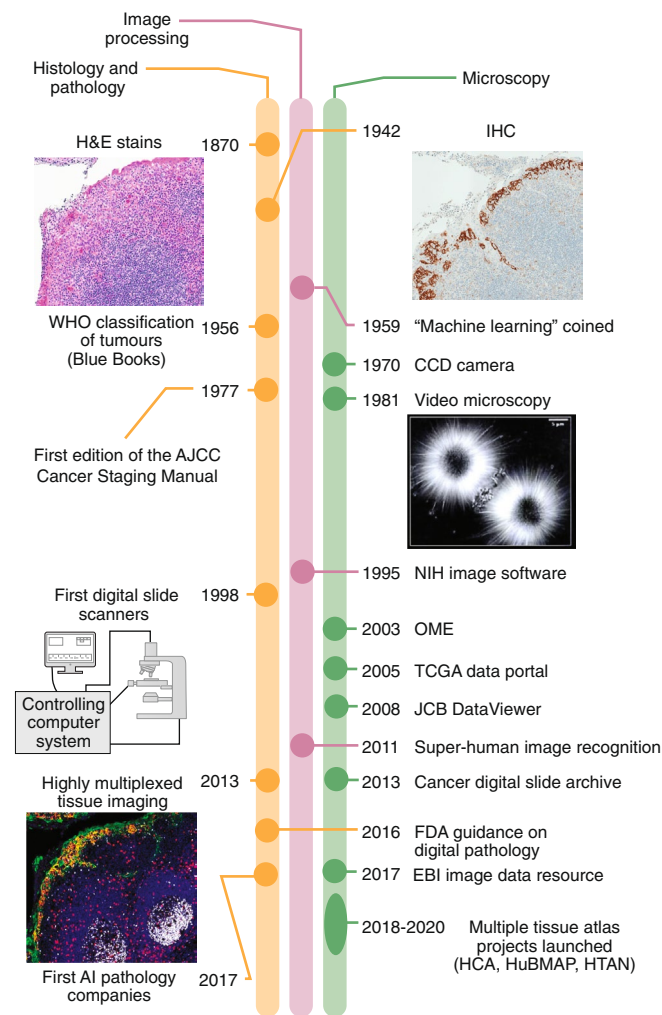 Image
processing
Histology and
pathology
Microscopy
H&E stains
1870
1942
IHC
WHO classification
of tumours
(Blue Books)
1956
1959 "Machine learning" coined
1970 CCD camera
1977
1981 Video microscopy
5 µm
First edition of the AJCC
Cancer Staging Manual
1995 NIH image software
First digital slide
scanners
1998
2003 OME
2005 TCGA data portal
Controlling
computer
system
2008 JCB DataViewer
2011 Super-human image recognition
Highly multiplexed
tissue imaging
2013
2013 Cancer digital slide archive
2016 FDA guidance on
digital pathology
2017 EBI image data resource
2018-2020 Multiple tissue atlas
projects launched
(HCA, HuBMAP, HTAN)
First AI pathology
companies
2017